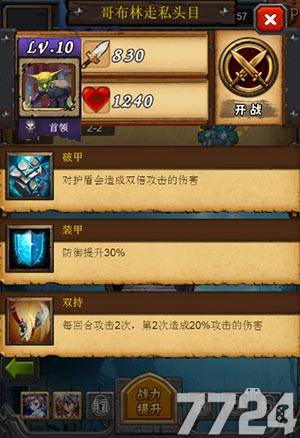 哥布林走私头目
57
LV.10
830
1240
首领
开战
2-2
破甲
对护盾会造成双倍攻击的伤害
装甲
防御提升30%
双持
每回合攻击2次，第2次造成20%攻击的伤害
战力
提升
7724